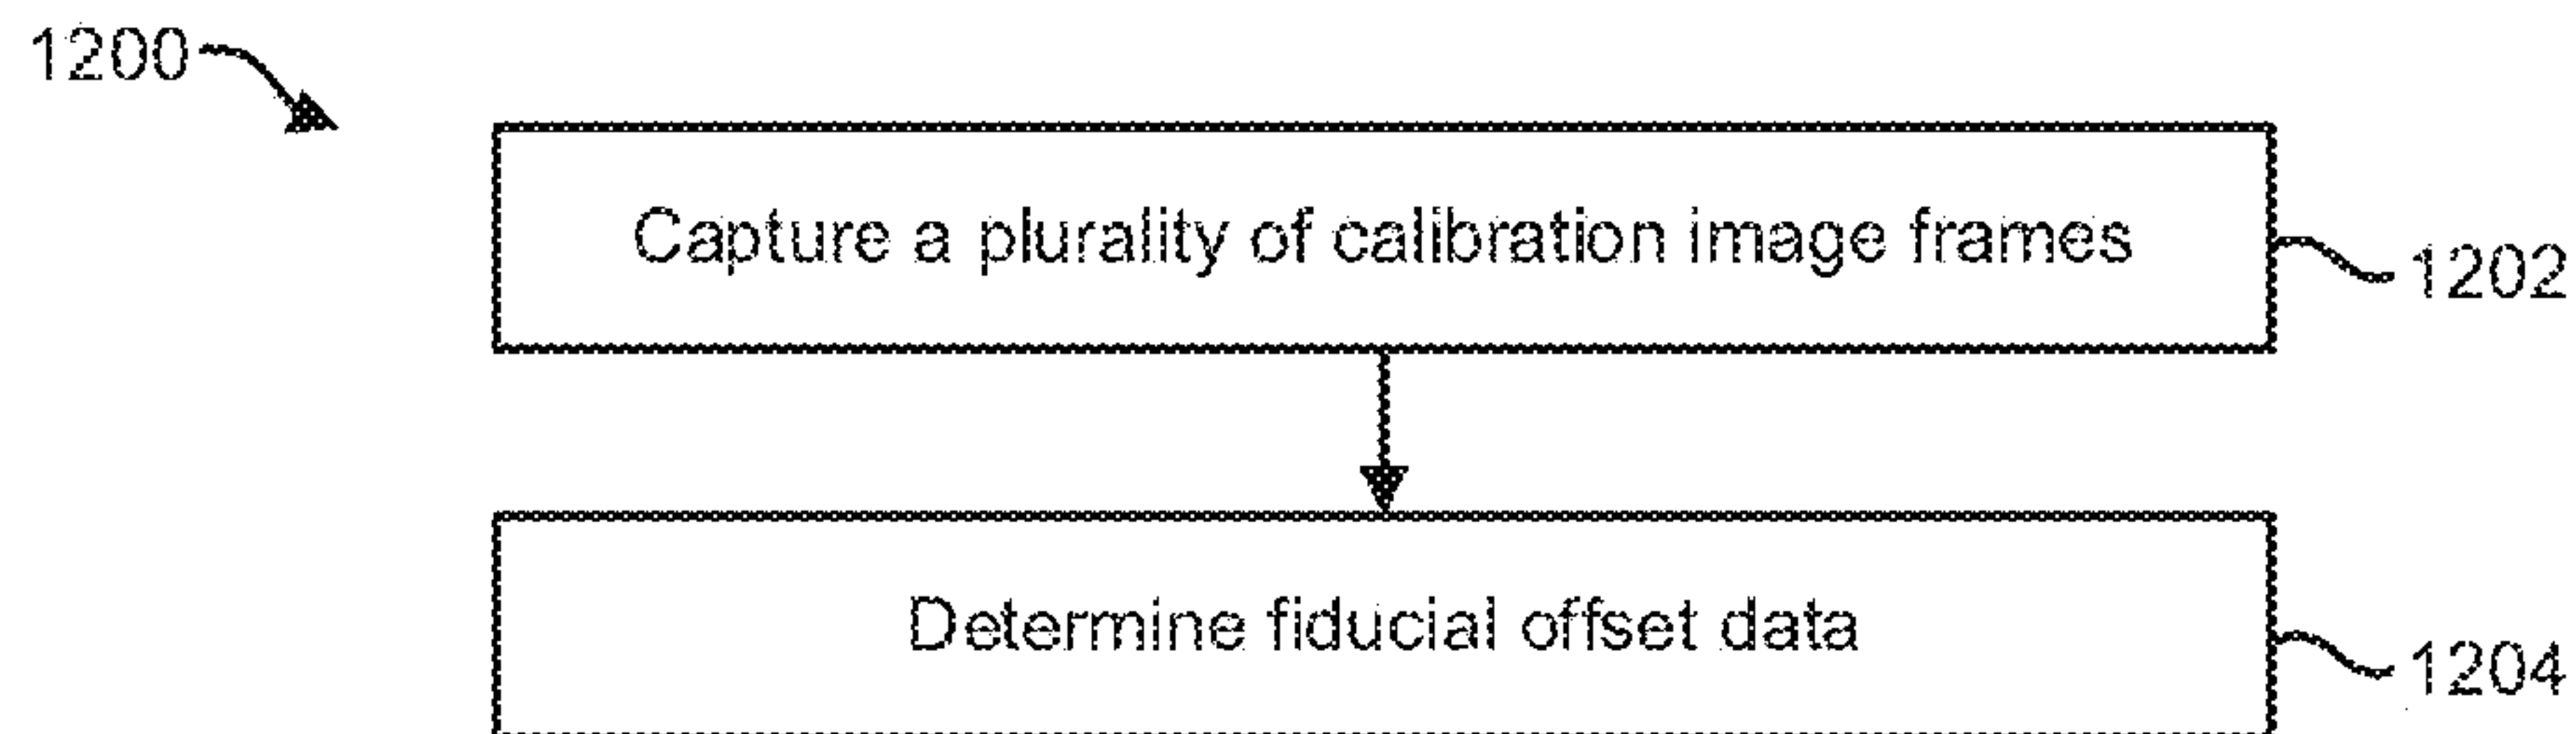 1200
Capture a plurality of calibration image frames
1202
Determine fiducial offset data
1204